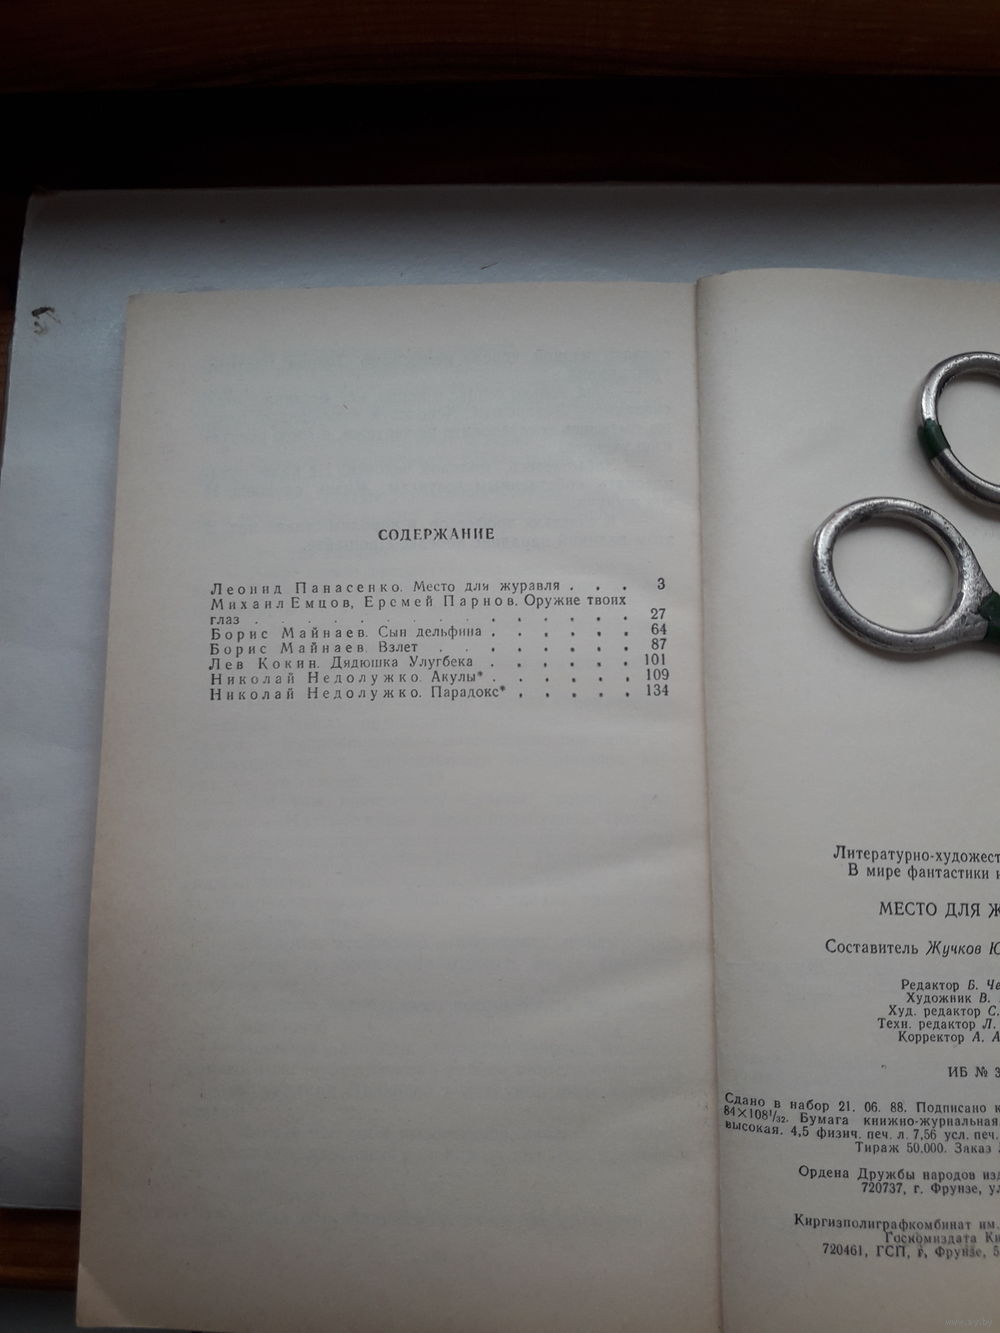 СОДЕРЖАНИЕ
Леонид Панасенко. Место для журавля . . . 3
Михаил Емцов, Еремей Парнов. Оружие твоих
глаз . . . . . . . . . . . . . 27
Борис Майнаев. Сын дельфина . . . . . . 64
Борис Майнаев. Взлет . . . . . . . . 87
Лев Кокин. Дядюшка Улугбека . . . . . . 101
Николай Недолужко. Акулы* . . . . . . 109
Николай Недолужко. Парадокс* . . . . . 134
Литературно-художест
В мире фантастики
МЕСТО ДЛЯ Ж
Составитель Жучков Ю
Редактор Б. Че
Художник В.
Худ. редактор С.
Техн. редактор Л.
Корректор А. А
ИБ № 3
Сдано в набор 21. 06. 88. Подписано к
84×108¹/₃₂. Бумага книжно-журнальная.
высокая. 4,5 физич. печ. л. 7,56 усл. печ.
Тираж 50.000. Заказ
Ордена Дружбы народов изд
720737, г. Фрунзе, ул
Киргизполиграфкомбинат им.
Госкомиздата Ки
720461, ГСП, г. Фрунзе, 5
www.ay.by